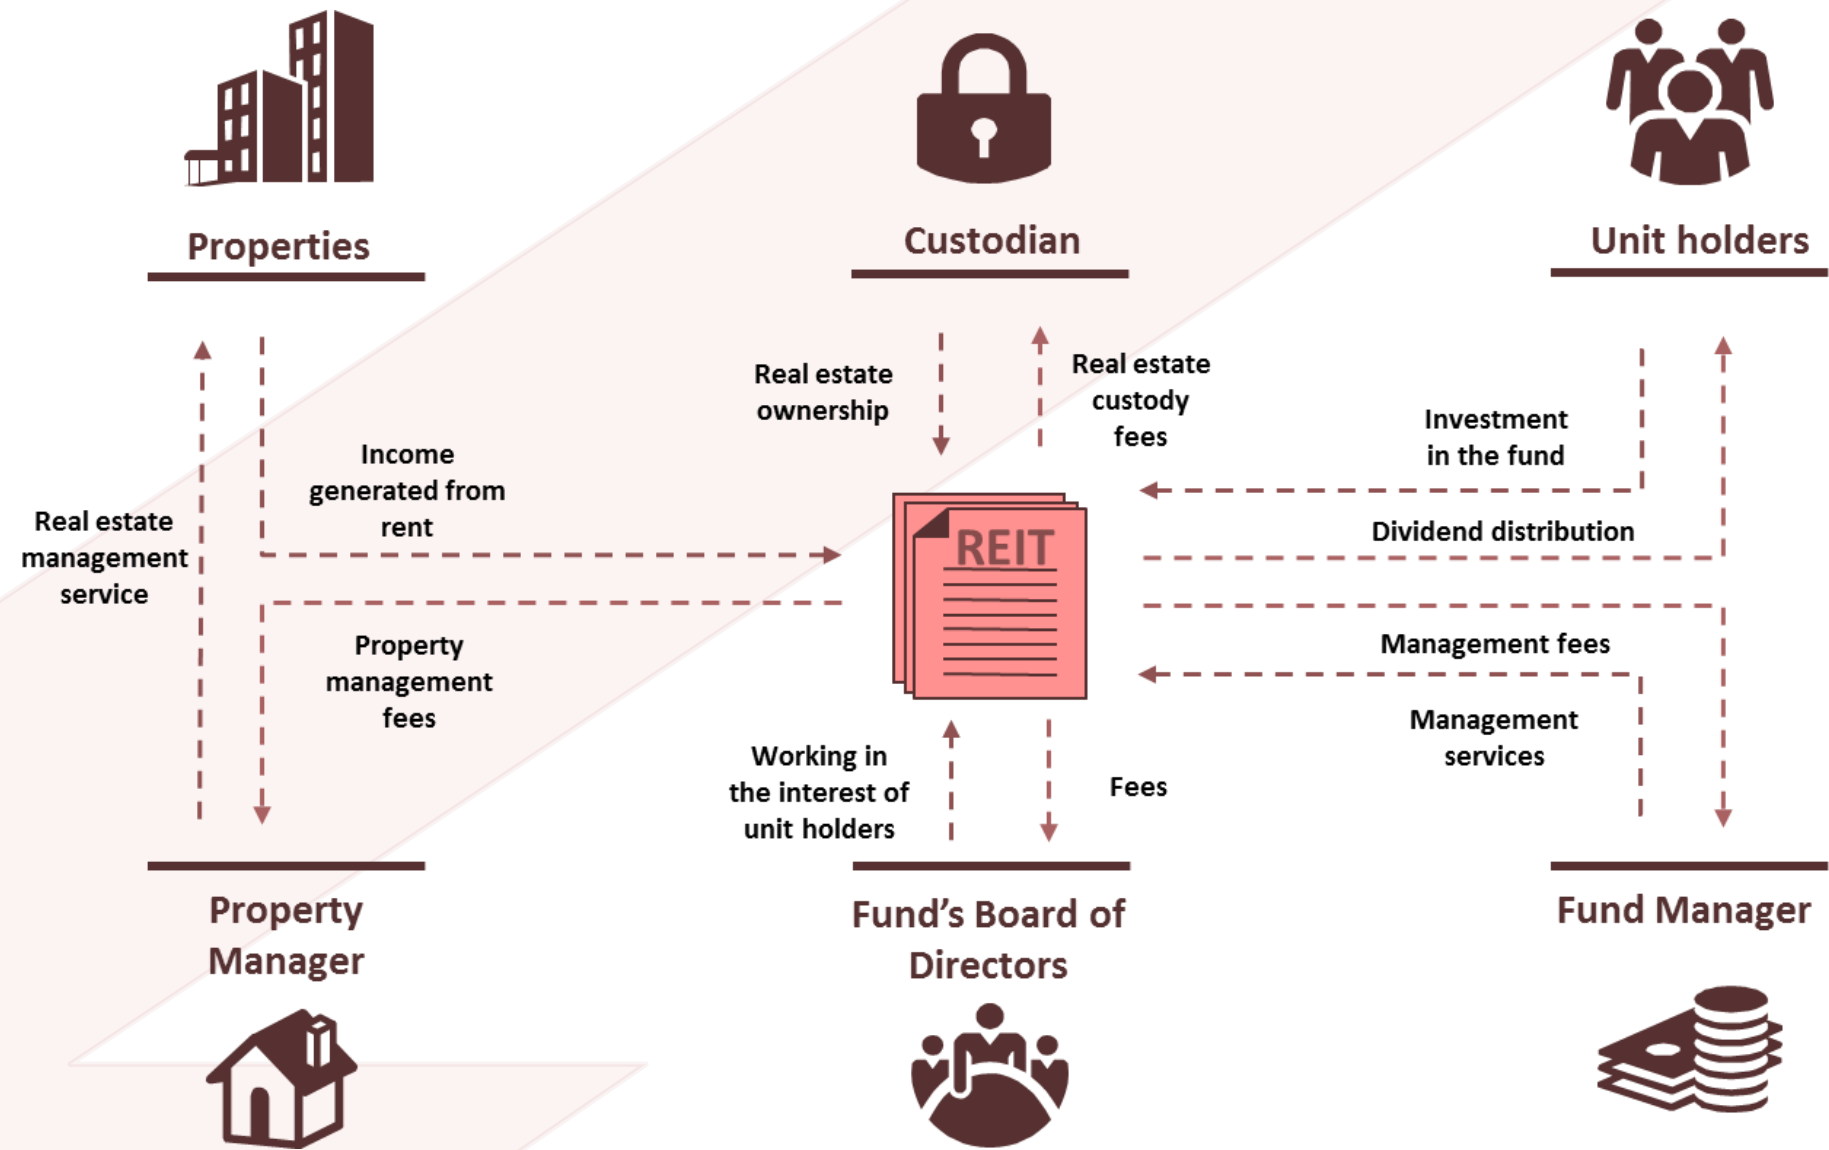 Properties
Custodian
Unit holders
Real estate
ownership
Real estate
custody
fees
Investment
in the fund
Income
generated from
rent
Real estate
management
service
Dividend distribution
REIT
Property
management
fees
Management fees
Management
services
Working in
the interest of
unit holders
Fees
Property
Manager
Fund’s Board of
Directors
Fund Manager